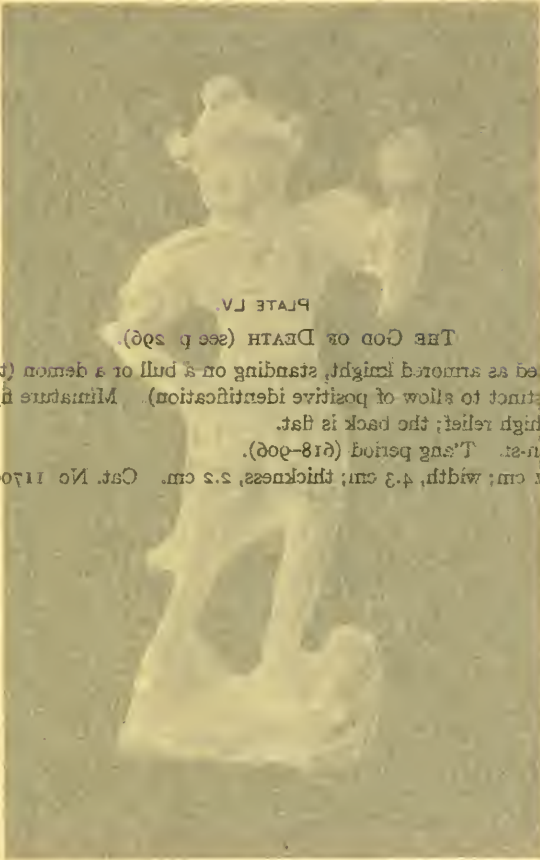 PLATE LV.
THE GOD OF DEATH (see p 296).
as armored knight, standing on a bull or a demon
to allow of positive identification). Miniature
high relief; the back is flat.
T'ang period (618–906).
cm; width, 4.3 cm; thickness, 2.2 cm. Cat. No 1170